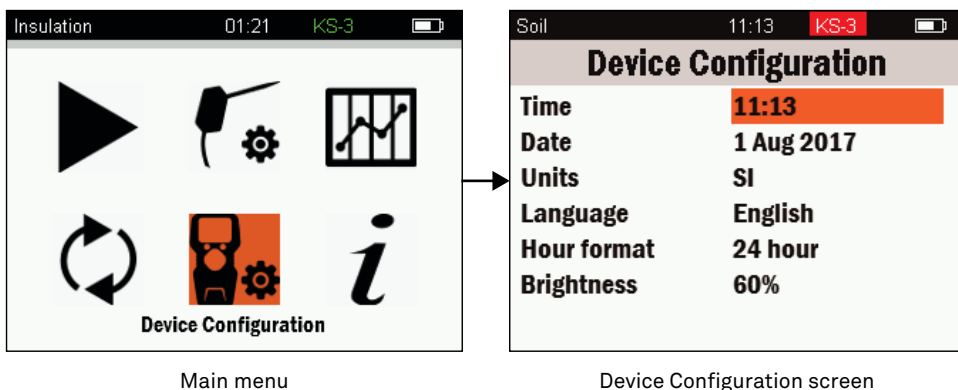 Insulation 01:21 KS-3
Device Configuration
Main menu
Soil 11:13 KS-3
Device Configuration
Time 11:13
Date 1 Aug 2017
Units SI
Language English
Hour format 24 hour
Brightness 60%
Device Configuration screen